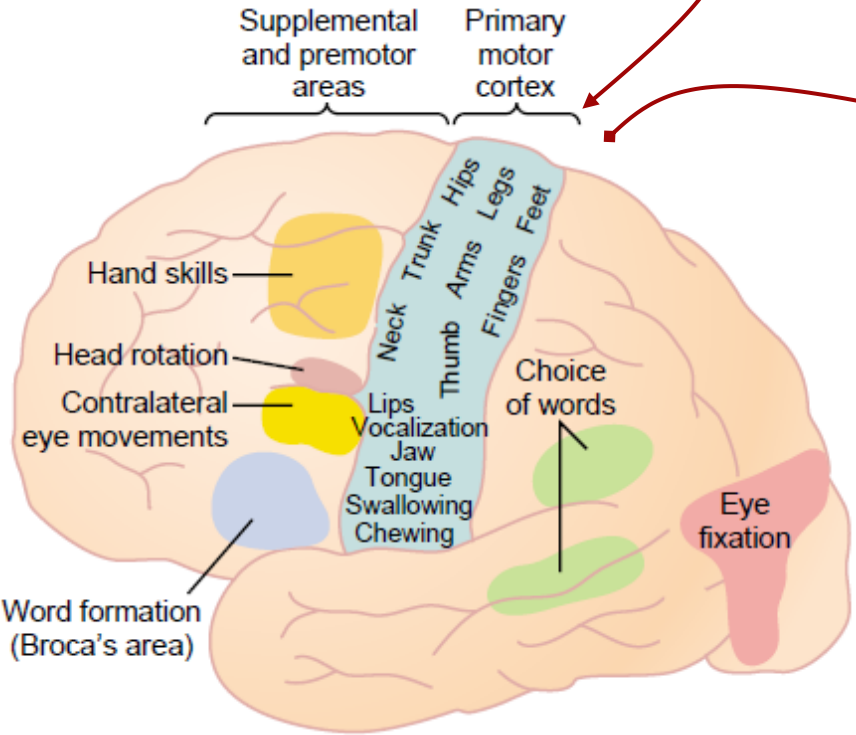 Supplemental
and premotor
areas
Primary
motor
cortex
Hips
Legs
Feet
Trunk
Arms
Fingers
Neck
Thumb
Lips
Vocalization
Jaw
Tongue
Swallowing
Chewing
Hand skills
Head rotation
Contralateral
eye movements
Word formation
(Broca’s area)
Choice
of words
Eye
fixation